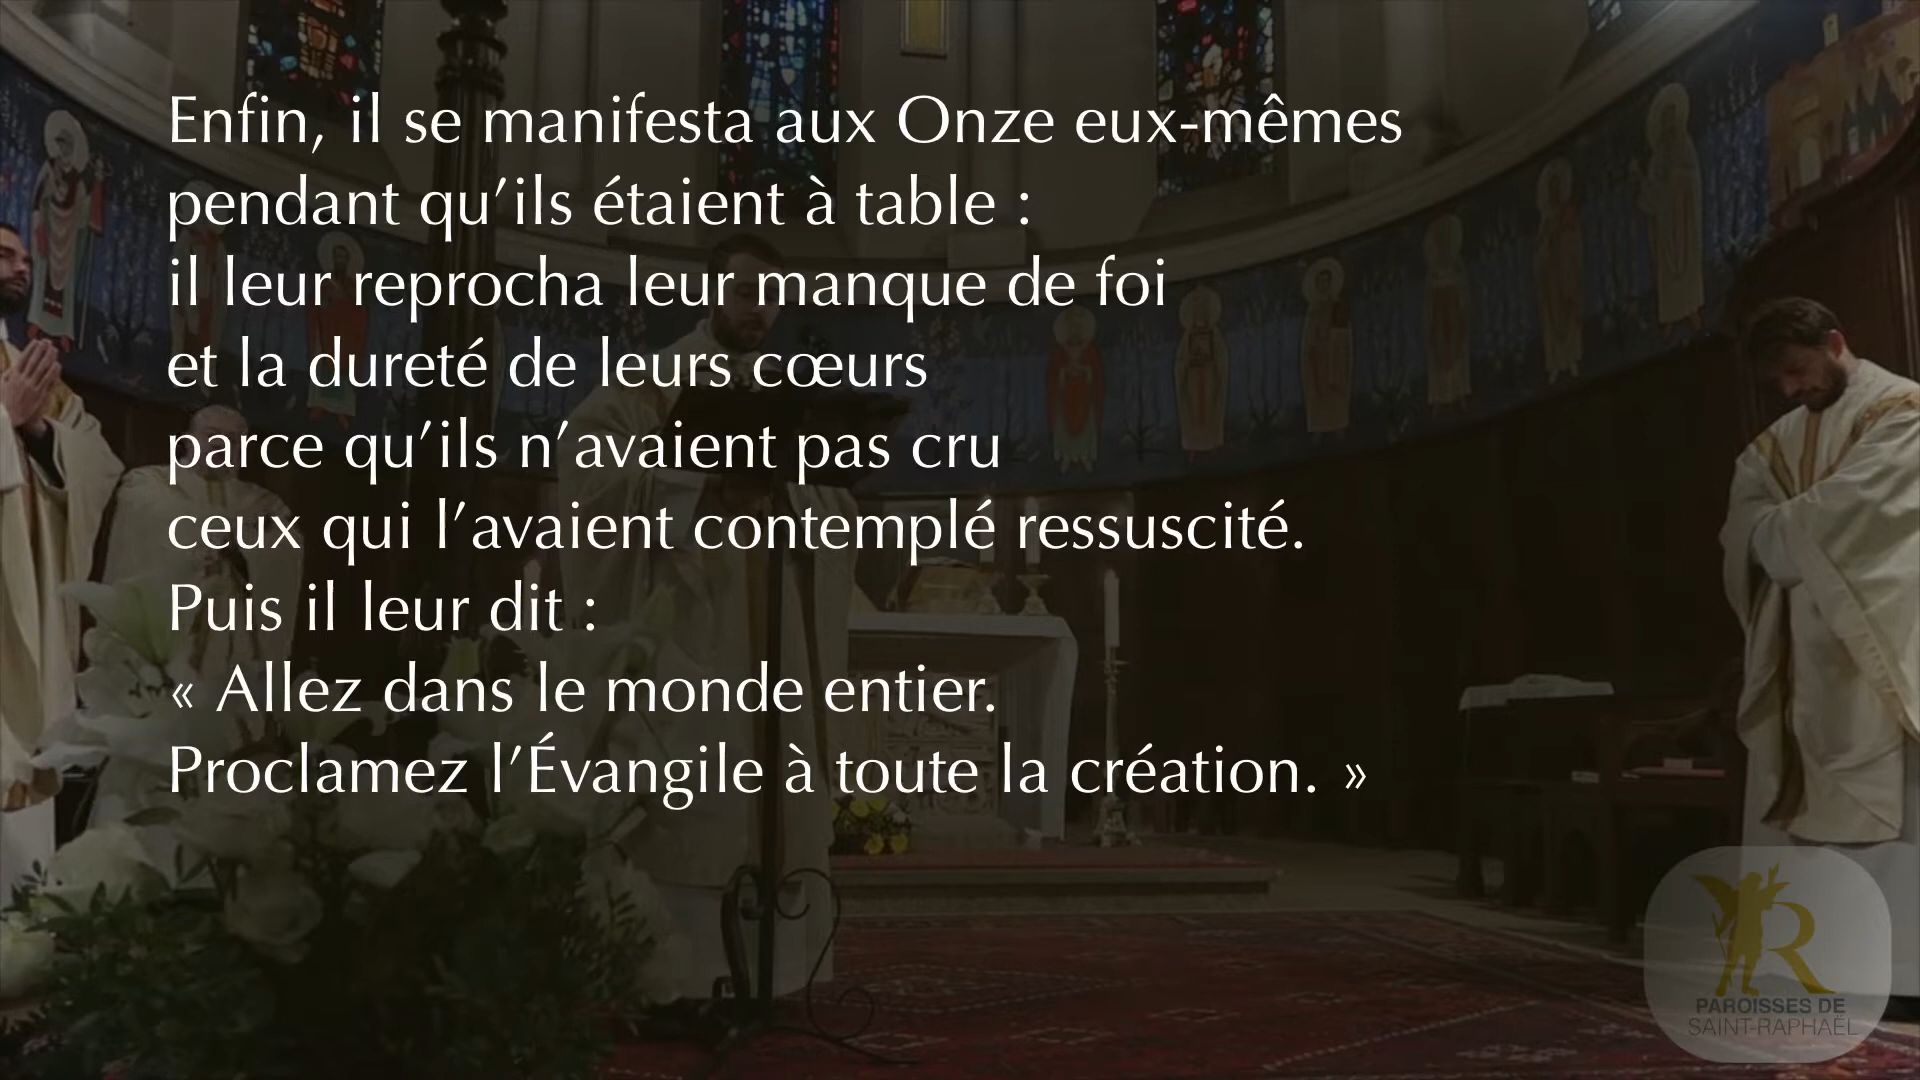 Enfin, il se manifesta aux Onze eux-mêmes
pendant qu’ils étaient à table :
il leur reprocha leur manque de foi
et la dureté de leurs cœurs
parce qu’ils n’avaient pas cru
ceux qui l’avaient contemplé ressuscité.
Puis il leur dit :
« Allez dans le monde entier.
Proclamez l’Évangile à toute la création. »
R
PAROISSES DE
SAINT-RAPHAËL